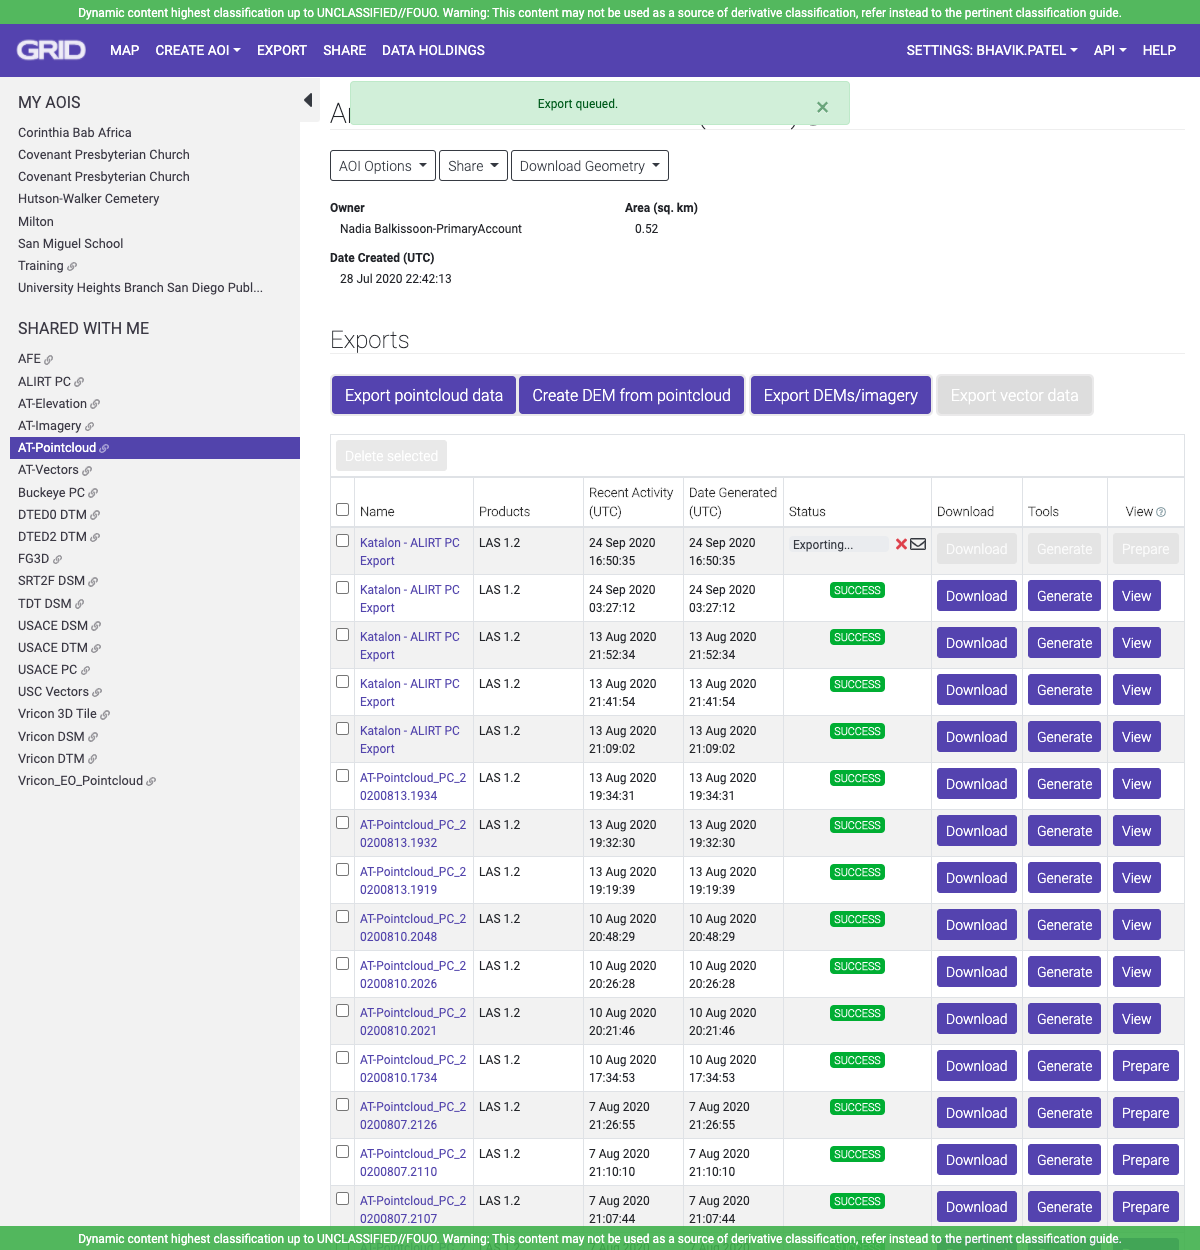 Dynamic content highest classification up to UNCLASSIFIED//FOUO. Warning: This content may not be used as a source of derivative classification, refer instead to the pertinent classification guide.
GRID MAP CREATE AOI EXPORT SHARE DATA HOLDINGS SETTINGS: BHAVIK.PATEL API HELP
MY AOIS
Corinthia Bab Africa
Covenant Presbyterian Church
Covenant Presbyterian Church
Hutson-Walker Cemetery
Milton
San Miguel School
Training
University Heights Branch San Diego Publ...
SHARED WITH ME
AFE
ALIRT PC
AT-Elevation
AT-Imagery
AT-Pointcloud
AT-Vectors
Buckeye PC
DTED0 DTM
DTED2 DTM
FG3D
SRT2F DSM
TDT DSM
USACE DSM
USACE DTM
USACE PC
USC Vectors
Vricon 3D Tile
Vricon DSM
Vricon DTM
Vricon_EO_Pointcloud
Export queued. ×
AOI Options Share Download Geometry
Owner Area (sq. km)
Nadia Balkissoon-PrimaryAccount 0.52
Date Created (UTC)
28 Jul 2020 22:42:13
Exports
Export pointcloud data Create DEM from pointcloud Export DEMs/imagery Export vector data
Delete selected
Recent Activity Date Generated
Name Products (UTC) (UTC) Status Download Tools View
Katalon - ALIRT PC LAS 1.2 24 Sep 2020 24 Sep 2020 Exporting... Download Generate Prepare
Export 16:50:35 16:50:35
Katalon - ALIRT PC LAS 1.2 24 Sep 2020 24 Sep 2020 SUCCESS Download Generate View
Export 03:27:12 03:27:12
Katalon - ALIRT PC LAS 1.2 13 Aug 2020 13 Aug 2020 SUCCESS Download Generate View
Export 21:52:34 21:52:34
Katalon - ALIRT PC LAS 1.2 13 Aug 2020 13 Aug 2020 SUCCESS Download Generate View
Export 21:41:54 21:41:54
Katalon - ALIRT PC LAS 1.2 13 Aug 2020 13 Aug 2020 SUCCESS Download Generate View
Export 21:09:02 21:09:02
AT-Pointcloud_PC_2 LAS 1.2 13 Aug 2020 13 Aug 2020 SUCCESS Download Generate View
0200813.1934 19:34:31 19:34:31
AT-Pointcloud_PC_2 LAS 1.2 13 Aug 2020 13 Aug 2020 SUCCESS Download Generate View
0200813.1932 19:32:30 19:32:30
AT-Pointcloud_PC_2 LAS 1.2 13 Aug 2020 13 Aug 2020 SUCCESS Download Generate View
0200813.1919 19:19:39 19:19:39
AT-Pointcloud_PC_2 LAS 1.2 10 Aug 2020 10 Aug 2020 SUCCESS Download Generate View
0200810.2048 20:48:29 20:48:29
AT-Pointcloud_PC_2 LAS 1.2 10 Aug 2020 10 Aug 2020 SUCCESS Download Generate View
0200810.2026 20:26:28 20:26:28
AT-Pointcloud_PC_2 LAS 1.2 10 Aug 2020 10 Aug 2020 SUCCESS Download Generate View
0200810.2021 20:21:46 20:21:46
AT-Pointcloud_PC_2 LAS 1.2 10 Aug 2020 10 Aug 2020 SUCCESS Download Generate Prepare
0200810.1734 17:34:53 17:34:53
AT-Pointcloud_PC_2 LAS 1.2 7 Aug 2020 7 Aug 2020 SUCCESS Download Generate Prepare
0200807.2126 21:26:55 21:26:55
AT-Pointcloud_PC_2 LAS 1.2 7 Aug 2020 7 Aug 2020 SUCCESS Download Generate Prepare
0200807.2110 21:10:10 21:10:10
AT-Pointcloud_PC_2 LAS 1.2 7 Aug 2020 7 Aug 2020 SUCCESS Download Generate Prepare
0200807.2107 21:07:44 21:07:44
Dynamic content highest classification up to UNCLASSIFIED//FOUO. Warning: This content may not be used as a source of derivative classification, refer instead to the pertinent classification guide.